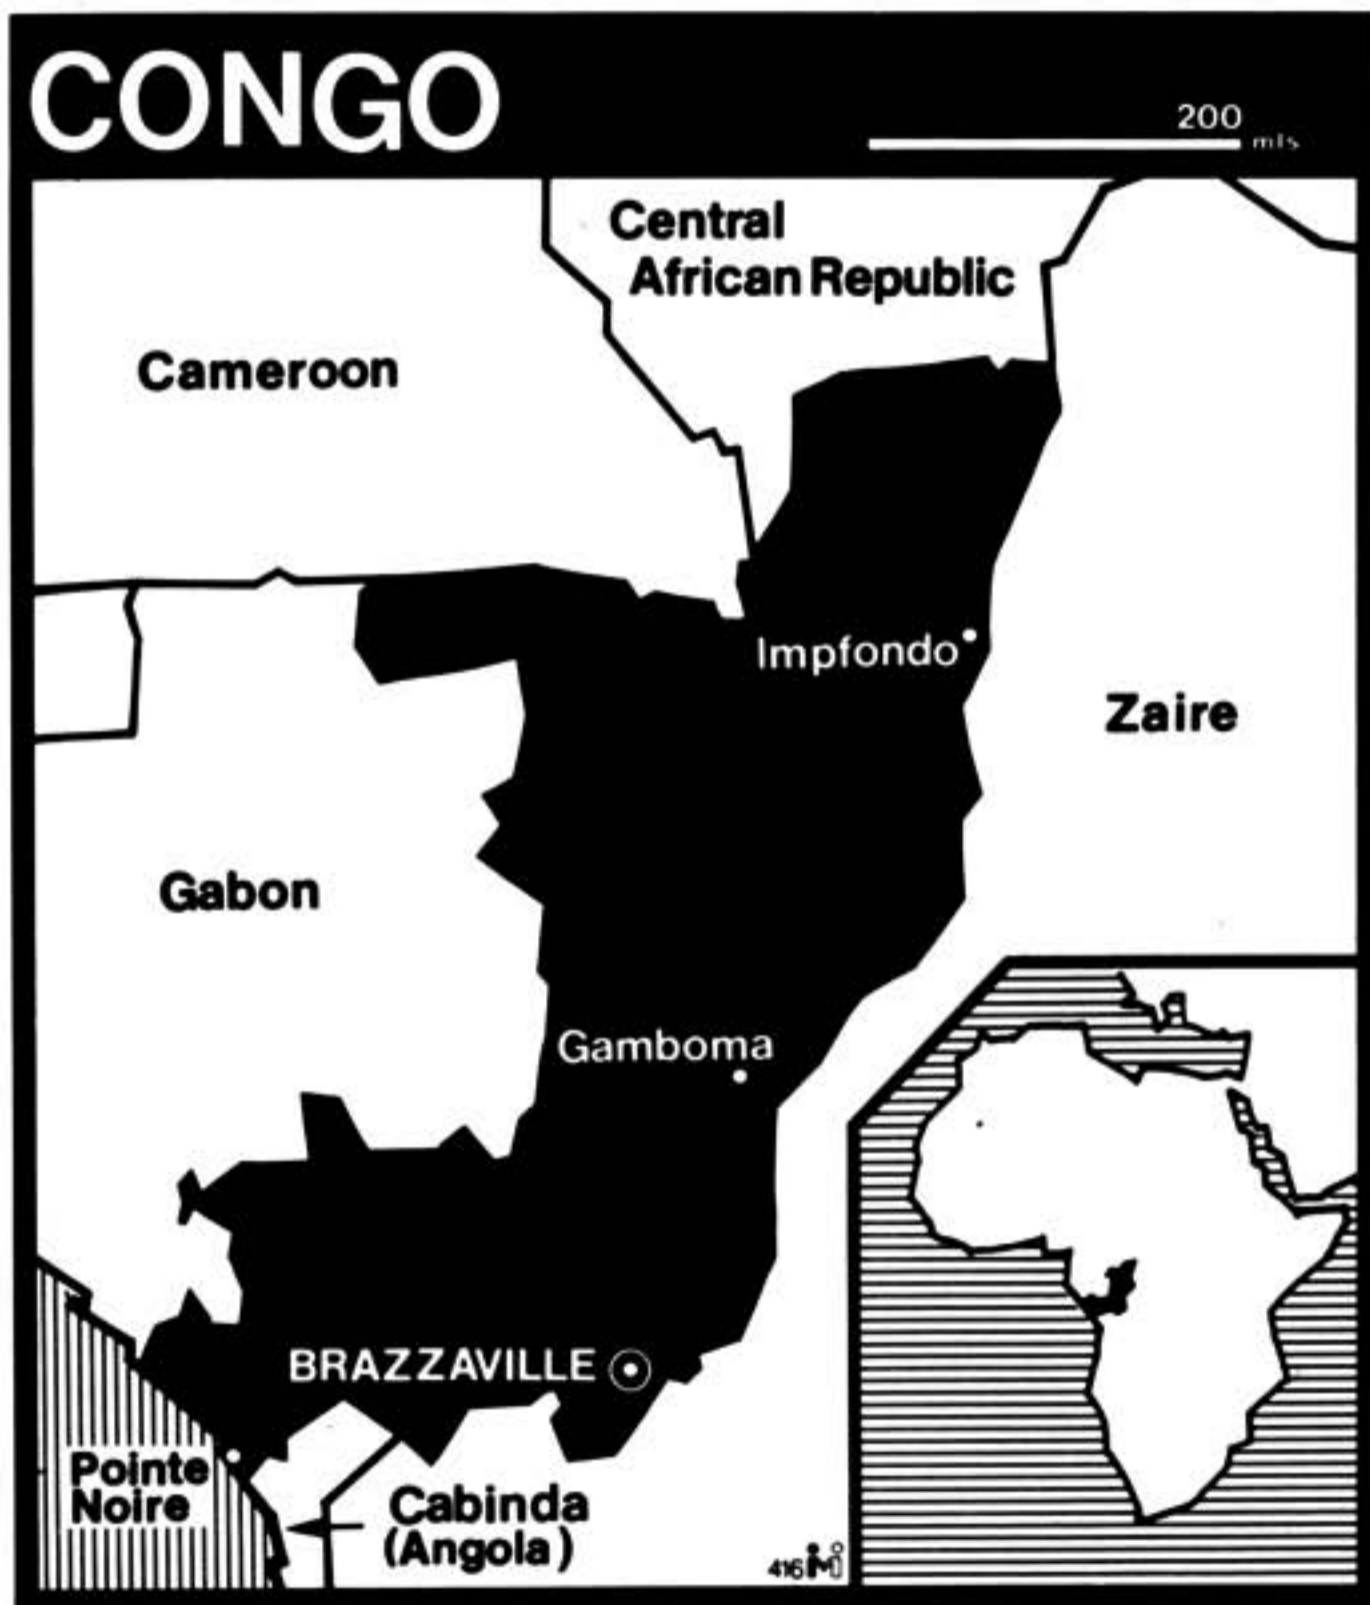 CONGO
200
mls
Central
African Republic
Cameroon
Impfondo
Zaire
Gabon
Gamboma
BRAZZAVILLE
Pointe
Noire
Cabinda
(Angola)
416